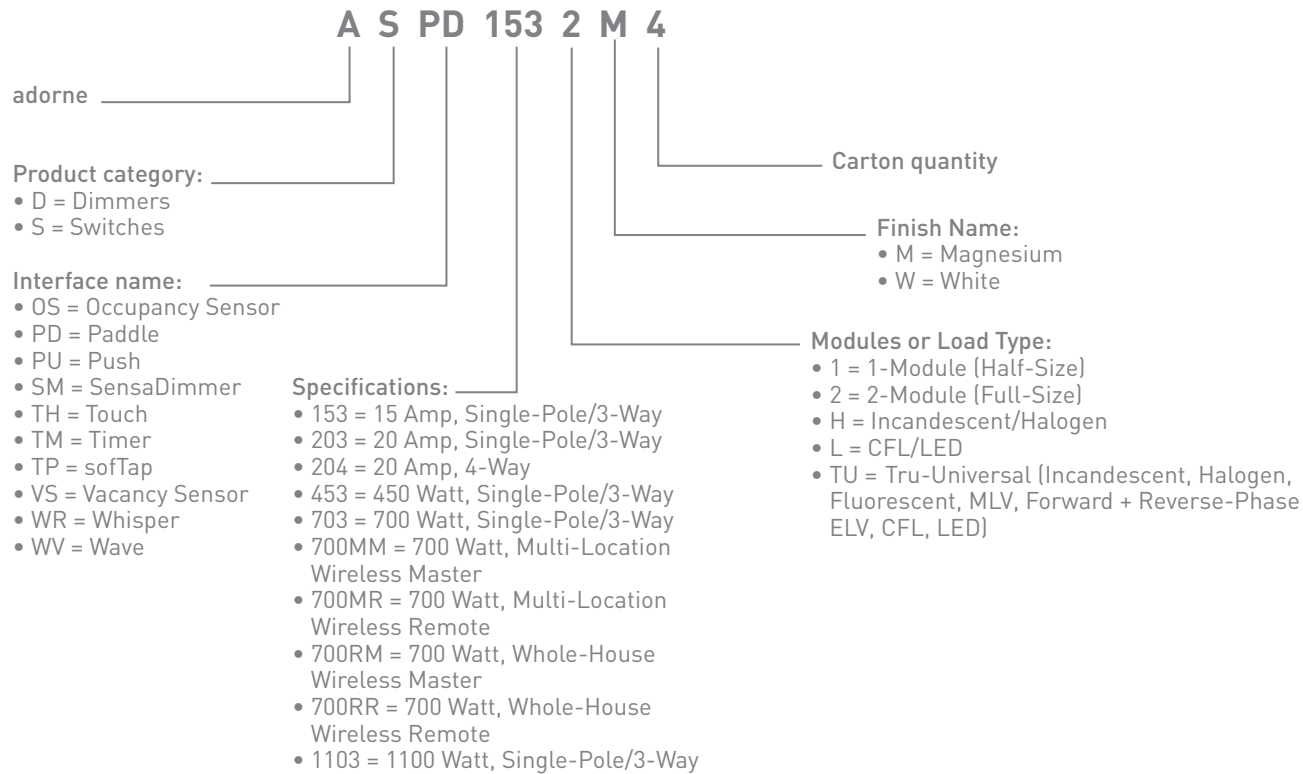 A S PD 153 2 M 4
adorne
Product category:
• D = Dimmers
• S = Switches
Interface name:
• OS = Occupancy Sensor
• PD = Paddle
• PU = Push
• SM = SensaDimmer
• TH = Touch
• TM = Timer
• TP = sofTap
• VS = Vacancy Sensor
• WR = Whisper
• WV = Wave
Specifications:
• 153 = 15 Amp, Single-Pole/3-Way
• 203 = 20 Amp, Single-Pole/3-Way
• 204 = 20 Amp, 4-Way
• 453 = 450 Watt, Single-Pole/3-Way
• 703 = 700 Watt, Single-Pole/3-Way
• 700MM = 700 Watt, Multi-Location
Wireless Master
• 700MR = 700 Watt, Multi-Location
Wireless Remote
• 700RM = 700 Watt, Whole-House
Wireless Master
• 700RR = 700 Watt, Whole-House
Wireless Remote
• 1103 = 1100 Watt, Single-Pole/3-Way
Carton quantity
Finish Name:
• M = Magnesium
• W = White
Modules or Load Type:
• 1 = 1-Module (Half-Size)
• 2 = 2-Module (Full-Size)
• H = Incandescent/Halogen
• L = CFL/LED
• TU = Tru-Universal (Incandescent, Halogen,
Fluorescent, MLV, Forward + Reverse-Phase
ELV, CFL, LED)